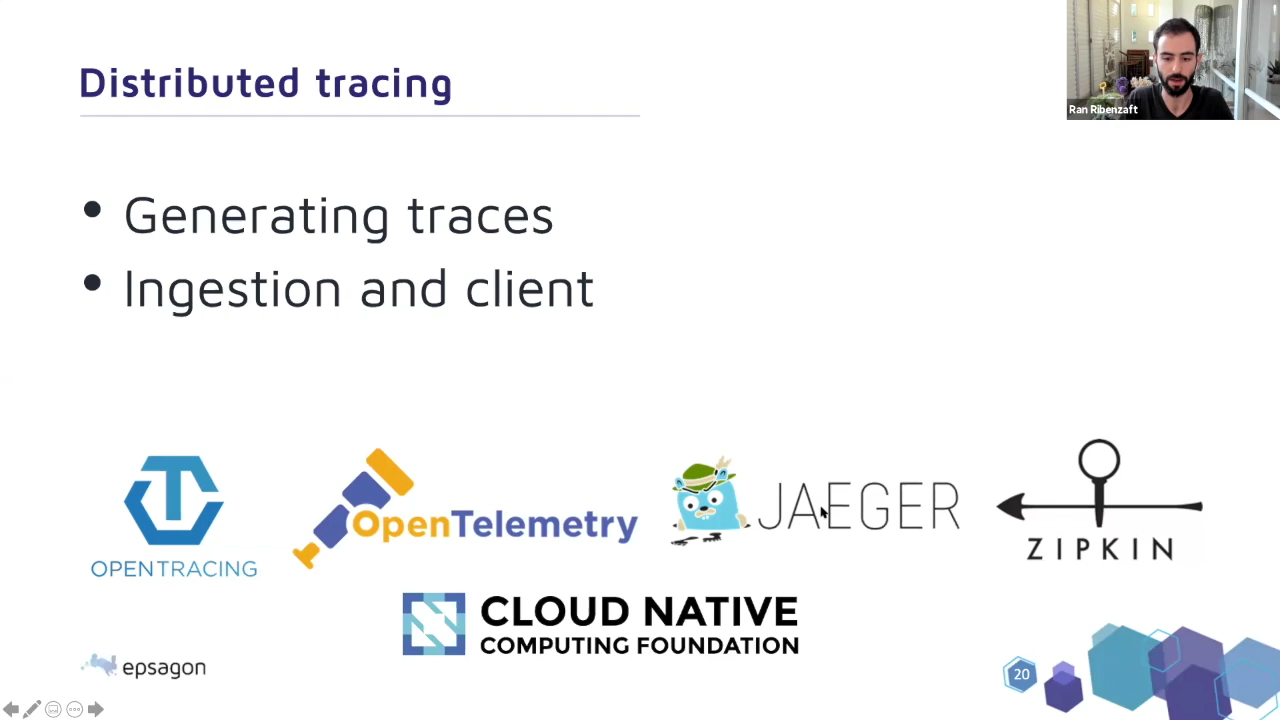 Distributed tracing
Ran Ribenzaft
• Generating traces
• Ingestion and client
OPENTRACING
OpenTelemetry
JAEGER
ZIPKIN
CLOUD NATIVE
COMPUTING FOUNDATION
epsagon
20